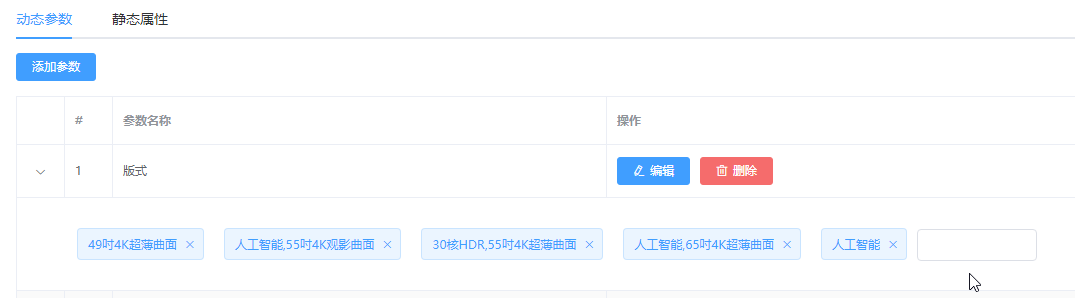 动态参数 静态属性
添加参数
# 参数名称 操作
1 版式 编辑 删除
49吋4K超薄曲面 人工智能,55吋4K观影曲面 30核HDR,55吋4K超薄曲面 人工智能,65吋4K超薄曲面 人工智能